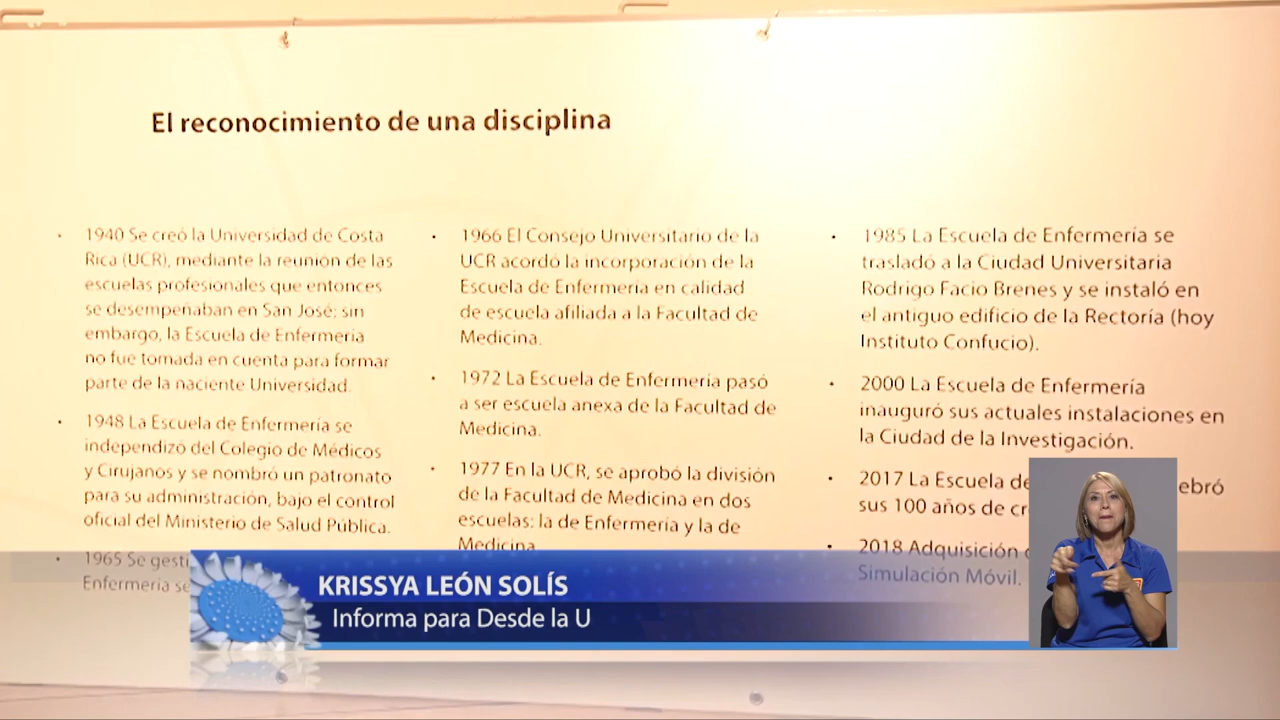 El reconocimiento de una disciplina
1940 Se creó la Universidad de Costa
Rica (UCR), mediante la reunión de las
escuelas profesionales que entonces
se desempeñaban en San José; sin
embargo, la Escuela de Enfermería
no fue tomada en cuenta para formar
parte de la naciente Universidad.
1948 La Escuela de Enfermería se
independizó del Colegio de Médicos
y Cirujanos y se nombró un patronato
para su administración, bajo el control
oficial del Ministerio de Salud Pública.
1965 Se
Enfermería
1966 El Consejo Universitario de la
UCR acordó la incorporación de la
Escuela de Enfermería en calidad
de escuela afiliada a la Facultad de
Medicina.
1972 La Escuela de Enfermería pasó
a ser escuela anexa de la Facultad de
Medicina.
1977 En la UCR, se aprobó la división
de la Facultad de Medicina en dos
escuelas: la de Enfermería y la de
Medicina
1985 La Escuela de Enfermería se
trasladó a la Ciudad Universitaria
Rodrigo Facio Brenes y se instaló en
el antiguo edificio de la Rectoría (hoy
Instituto Confucio).
2000 La Escuela de Enfermería
inauguró sus actuales instalaciones en
la Ciudad de la Investigación.
2017 La Escuela de
sus 100 años de
2018 Adquisición
Simulación Móvil.
KRISSYA LEÓN SOLÍS
Informa para Desde la U